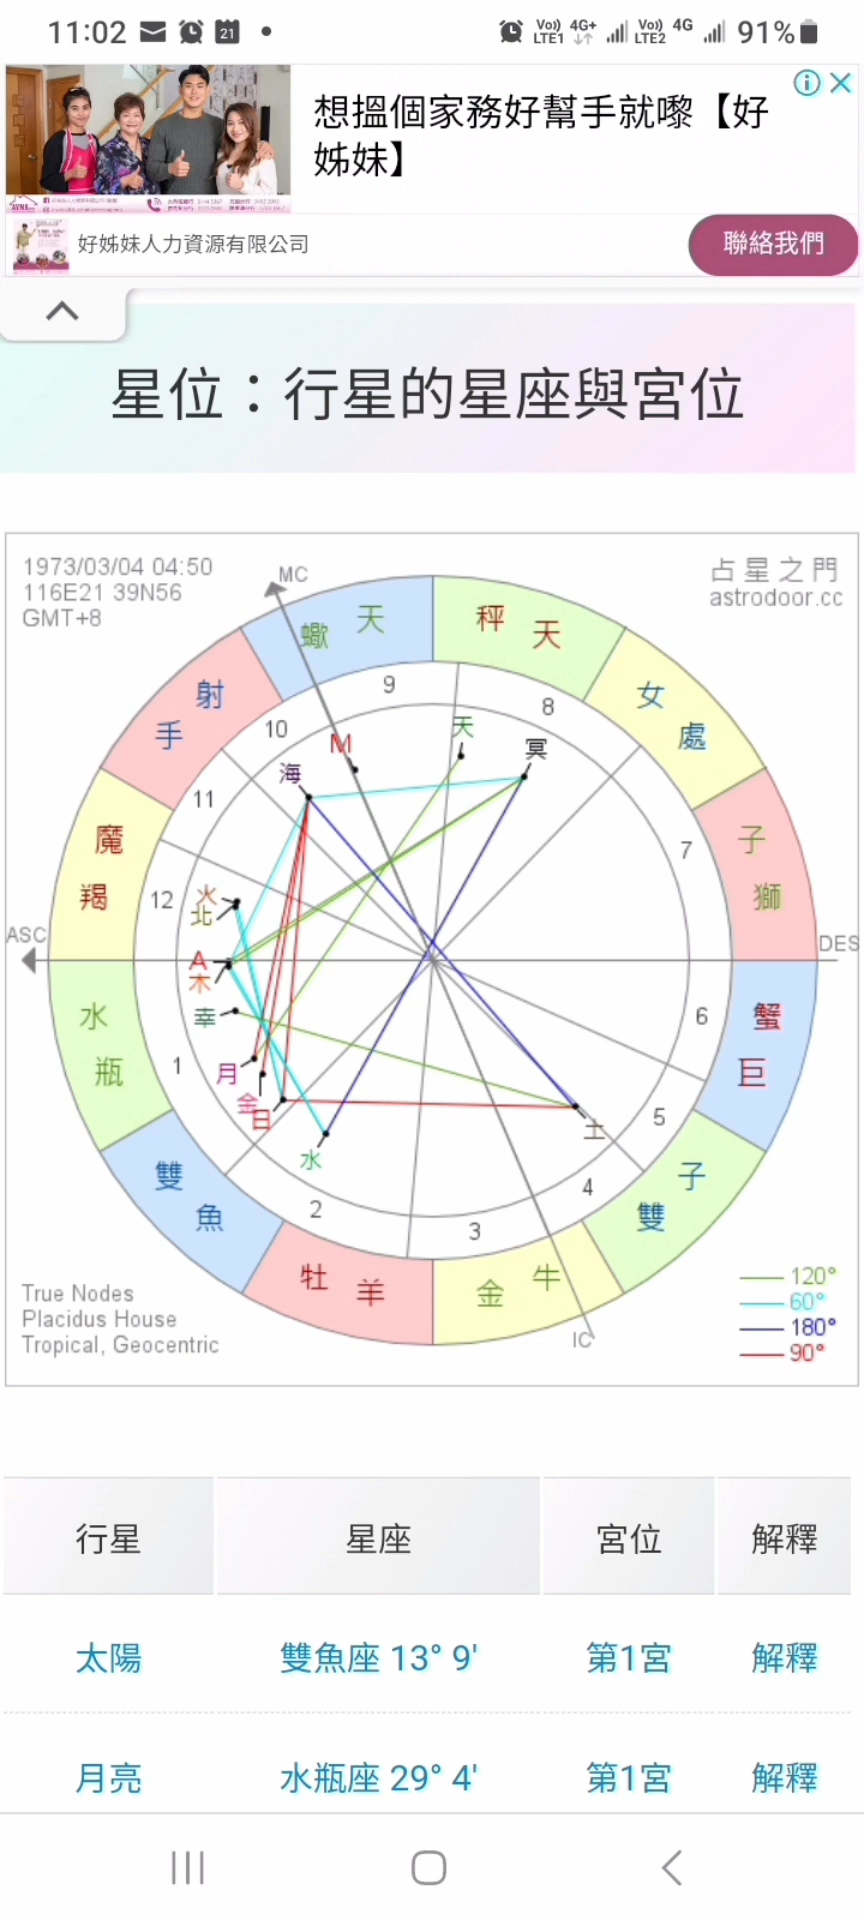 11:02
21
Vo)) LTE1 4G+ Vo)) LTE2 4G 91%
想搵個家務好幫手就嚟【好
姊妹】
好姊妹人力資源有限公司
聯絡我們
星位：行星的星座與宮位
1973/03/04 04:50
116E21 39N56
GMT+8
占星之門
astrodoor.cc
MC
蠍 天
秤 天
射
手
女
處
9
8
10
天
M
冥
海
11
魔
羯
子
獅
7
12
火
北
ASC
DES
A
木
水
瓶
幸
6
蟹
巨
1
月
金
日
5
土
水
雙
魚
子
雙
4
2
3
牡 羊
金 牛
True Nodes
Placidus House
Tropical, Geocentric
IC
120°
60°
180°
90°
行星 星座 宮位 解釋
太陽 雙魚座 13° 9' 第1宮 解釋
月亮 水瓶座 29° 4' 第1宮 解釋